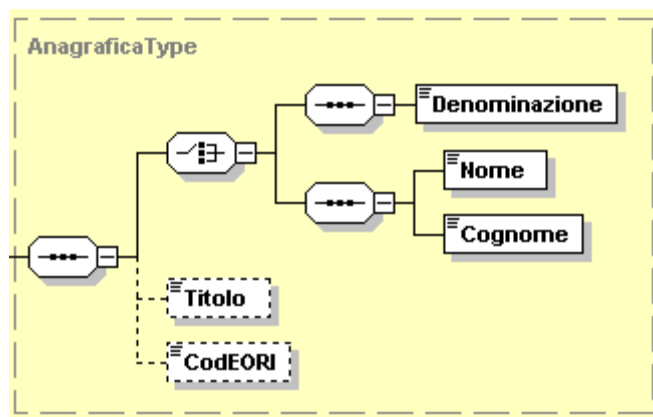 AnagraficaType
Denominazione
Nome
Cognome
Titolo
CodEORI